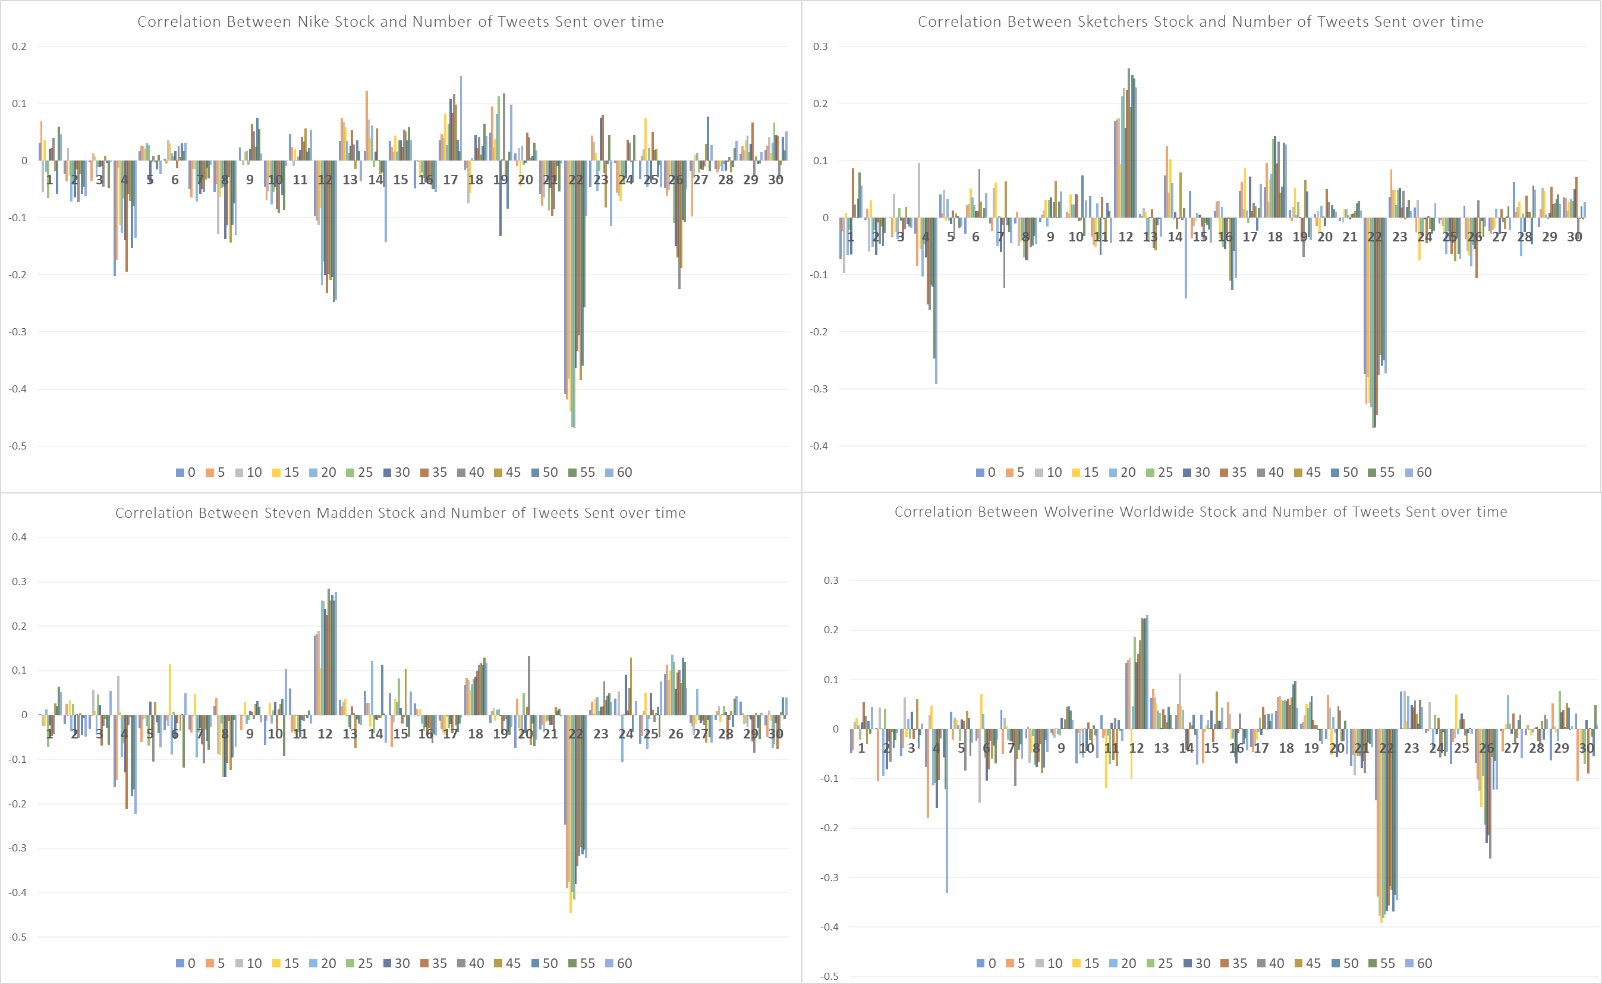 Correlation Between Nike Stock and Number of Tweets Sent over time
0.2
0.1
0
-0.1
-0.2
-0.3
-0.4
-0.5
1 2 3 4 5 6 7 8 9 10 11 12 13 14 15 16 17 18 19 20 21 22 23 24 25 26 27 28 29 30
0 5 10 15 20 25 30 35 40 45 50 55 60
Correlation Between Sketchers Stock and Number of Tweets Sent over time
0.3
0.2
0.1
0
-0.1
-0.2
-0.3
-0.4
1 2 3 4 5 6 7 8 9 10 11 12 13 14 15 16 17 18 19 20 21 22 23 24 25 26 27 28 29 30
0 5 10 15 20 25 30 35 40 45 50 55 60
Correlation Between Steven Madden Stock and Number of Tweets Sent over time
0.4
0.3
0.2
0.1
0
-0.1
-0.2
-0.3
-0.4
-0.5
1 2 3 4 5 6 7 8 9 10 11 12 13 14 15 16 17 18 19 20 21 22 23 24 25 26 27 28 29 30
0 5 10 15 20 25 30 35 40 45 50 55 60
Correlation Between Wolverine Worldwide Stock and Number of Tweets Sent over time
0.3
0.2
0.1
0
-0.1
-0.2
-0.3
-0.4
-0.5
1 2 3 4 5 6 7 8 9 10 11 12 13 14 15 16 17 18 19 20 21 22 23 24 25 26 27 28 29 30
0 5 10 15 20 25 30 35 40 45 50 55 60